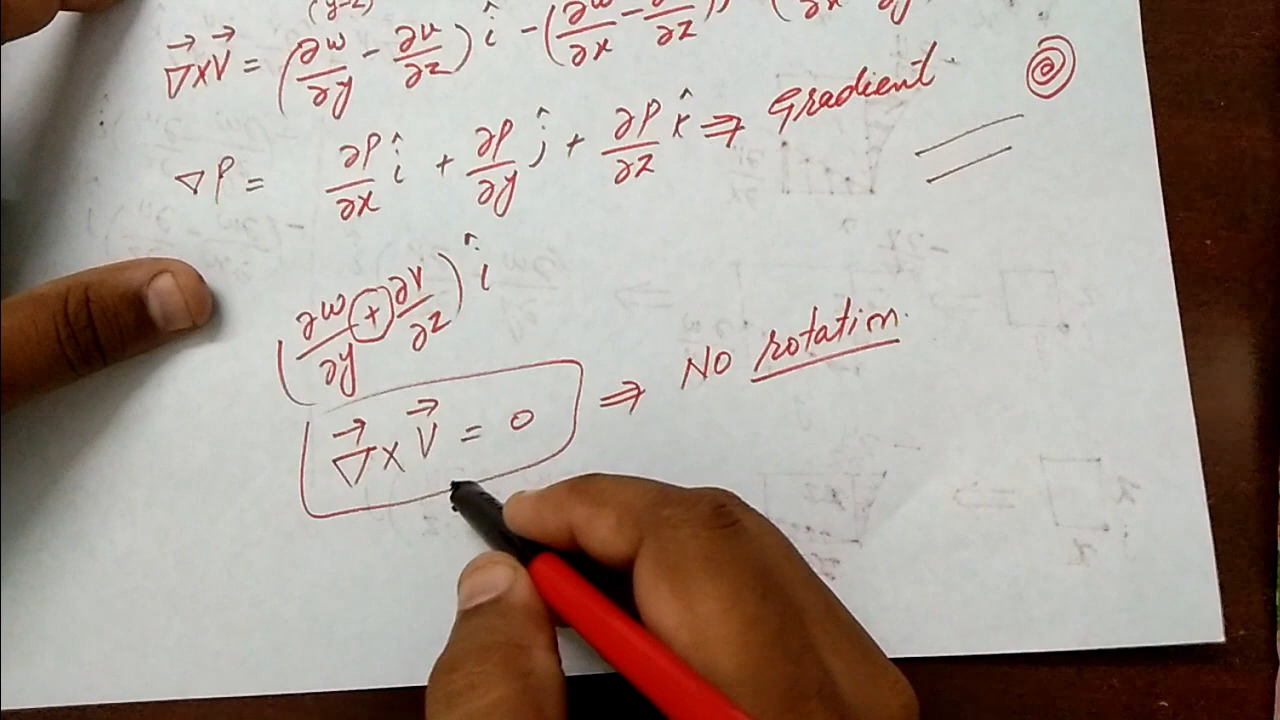 (y-z)
∇⃗×V⃗ = (∂w/∂y - ∂v/∂z) î - (∂w/∂x - ∂/∂z) (∂x ∂y
∇P = ∂P/∂x î + ∂P/∂y ĵ + ∂P/∂z k̂ ⇒ Gradient
(∂w/∂y + ∂v/∂z) î
∇⃗×V⃗ = 0 ⇒ NO rotation.